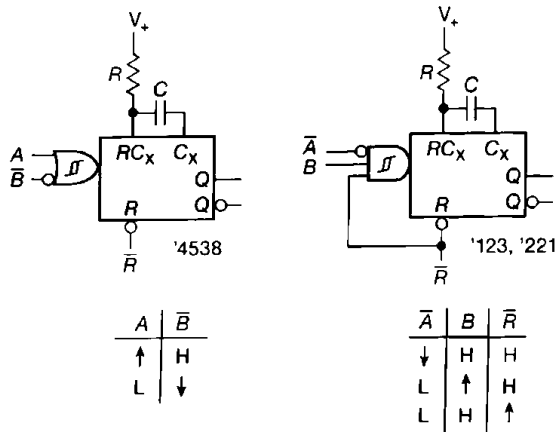 V+ V+
R R
C C
A RCX CX Q
B̅ Q
R '4538
R̅
A̅ RCX CX Q
B Q
R '123, '221
R̅
A B̅
↑ H
L ↓
A̅ B R̅
↓ H H
L ↑ H
L H ↑